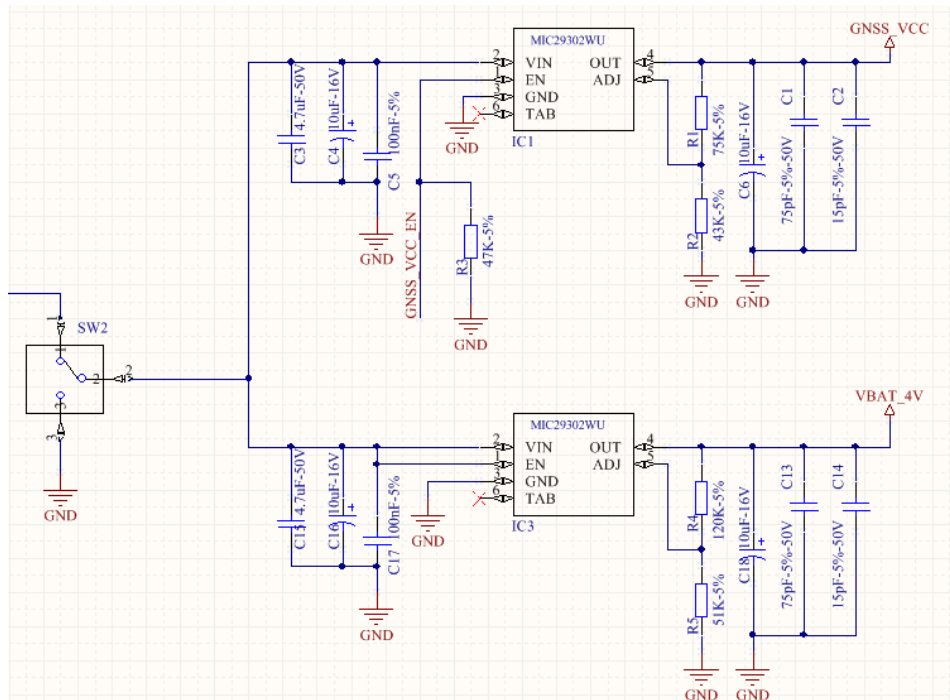 GNSS_VCC
MIC29302WU
2 VIN OUT 4
1 EN ADJ 5
3 GND
6 TAB
IC1
GND
C3 4.7uF-50V
C4 10uF-16V
+
C5 100nF-5%
GND
GNSS_VCC_EN
R3 47K-5%
GND
R1 75K-5%
R2 43K-5%
GND
C6 10uF-16V
+
C1 75pF-5%-50V
C2 15pF-5%-50V
GND
SW2
1 1
2 2
3 3
GND
VBAT_4V
MIC29302WU
2 VIN OUT 4
1 EN ADJ 5
3 GND
6 TAB
IC3
GND
C15 4.7uF-50V
C16 10uF-16V
+
C17 100nF-5%
GND
R4 120K-5%
R5 51K-5%
GND
C18 10uF-16V
+
C13 75pF-5%-50V
C14 15pF-5%-50V
GND